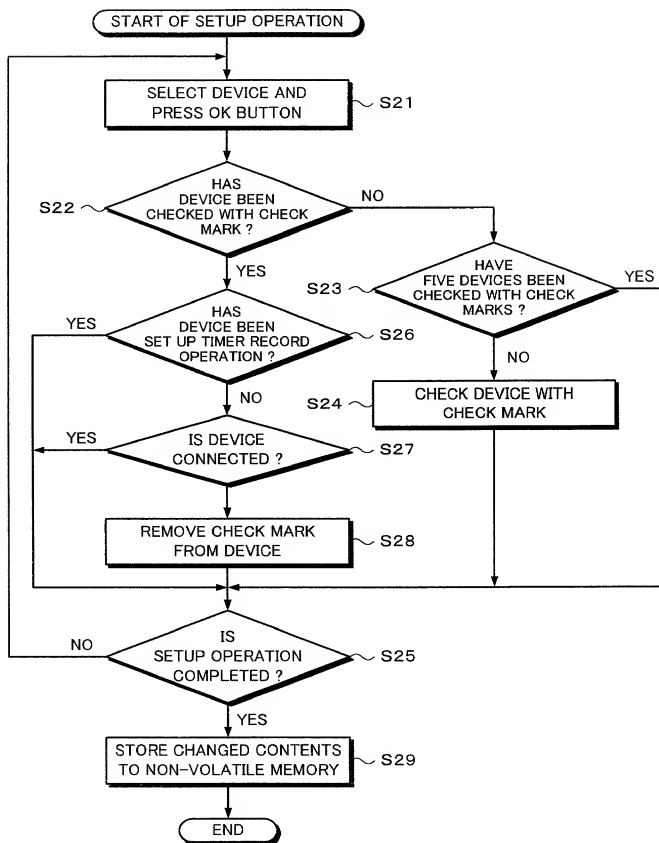 START OF SETUP OPERATION
SELECT DEVICE AND
PRESS OK BUTTON
S21
HAS
DEVICE BEEN
CHECKED WITH CHECK
MARK ?
S22
NO
YES
HAVE
FIVE DEVICES BEEN
CHECKED WITH CHECK
MARKS ?
S23
YES
NO
HAS
DEVICE BEEN
SET UP TIMER RECORD
OPERATION ?
S26
YES
NO
CHECK DEVICE WITH
CHECK MARK
S24
IS DEVICE
CONNECTED ?
S27
YES
REMOVE CHECK MARK
FROM DEVICE
S28
IS
SETUP OPERATION
COMPLETED ?
S25
NO
YES
STORE CHANGED CONTENTS
TO NON-VOLATILE MEMORY
S29
END